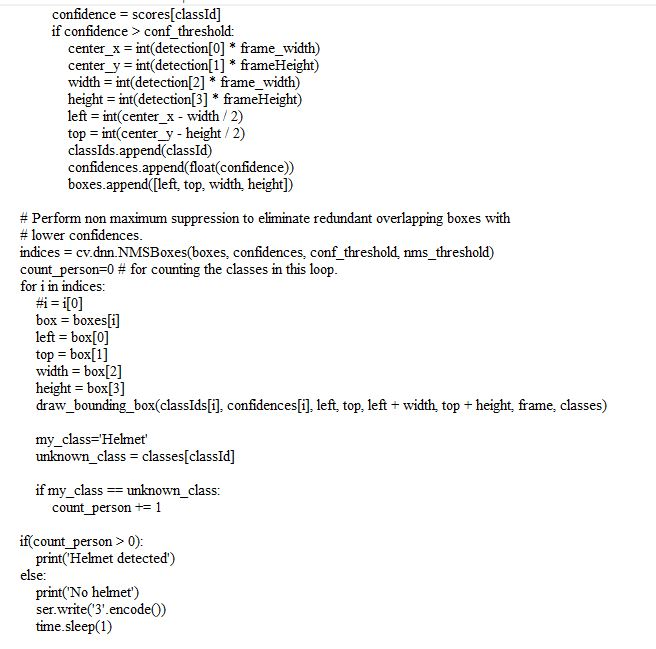 confidence = scores[classId]
if confidence > conf_threshold:
center_x = int(detection[0] * frame_width)
center_y = int(detection[1] * frameHeight)
width = int(detection[2] * frame_width)
height = int(detection[3] * frameHeight)
left = int(center_x - width / 2)
top = int(center_y - height / 2)
classIds.append(classId)
confidences.append(float(confidence))
boxes.append([left, top, width, height])
# Perform non maximum suppression to eliminate redundant overlapping boxes with
# lower confidences.
indices = cv.dnn.NMSBoxes(boxes, confidences, conf_threshold, nms_threshold)
count_person=0 # for counting the classes in this loop.
for i in indices:
#i = i[0]
box = boxes[i]
left = box[0]
top = box[1]
width = box[2]
height = box[3]
draw_bounding_box(classIds[i], confidences[i], left, top, left + width, top + height, frame, classes)
my_class='Helmet'
unknown_class = classes[classId]
if my_class == unknown_class:
count_person += 1
if(count_person > 0):
print('Helmet detected')
else:
print('No helmet')
ser.write('3'.encode())
time.sleep(1)